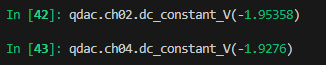 In [42]: qdac.ch02.dc_constant_V(-1.95358)
In [43]: qdac.ch04.dc_constant_V(-1.9276)